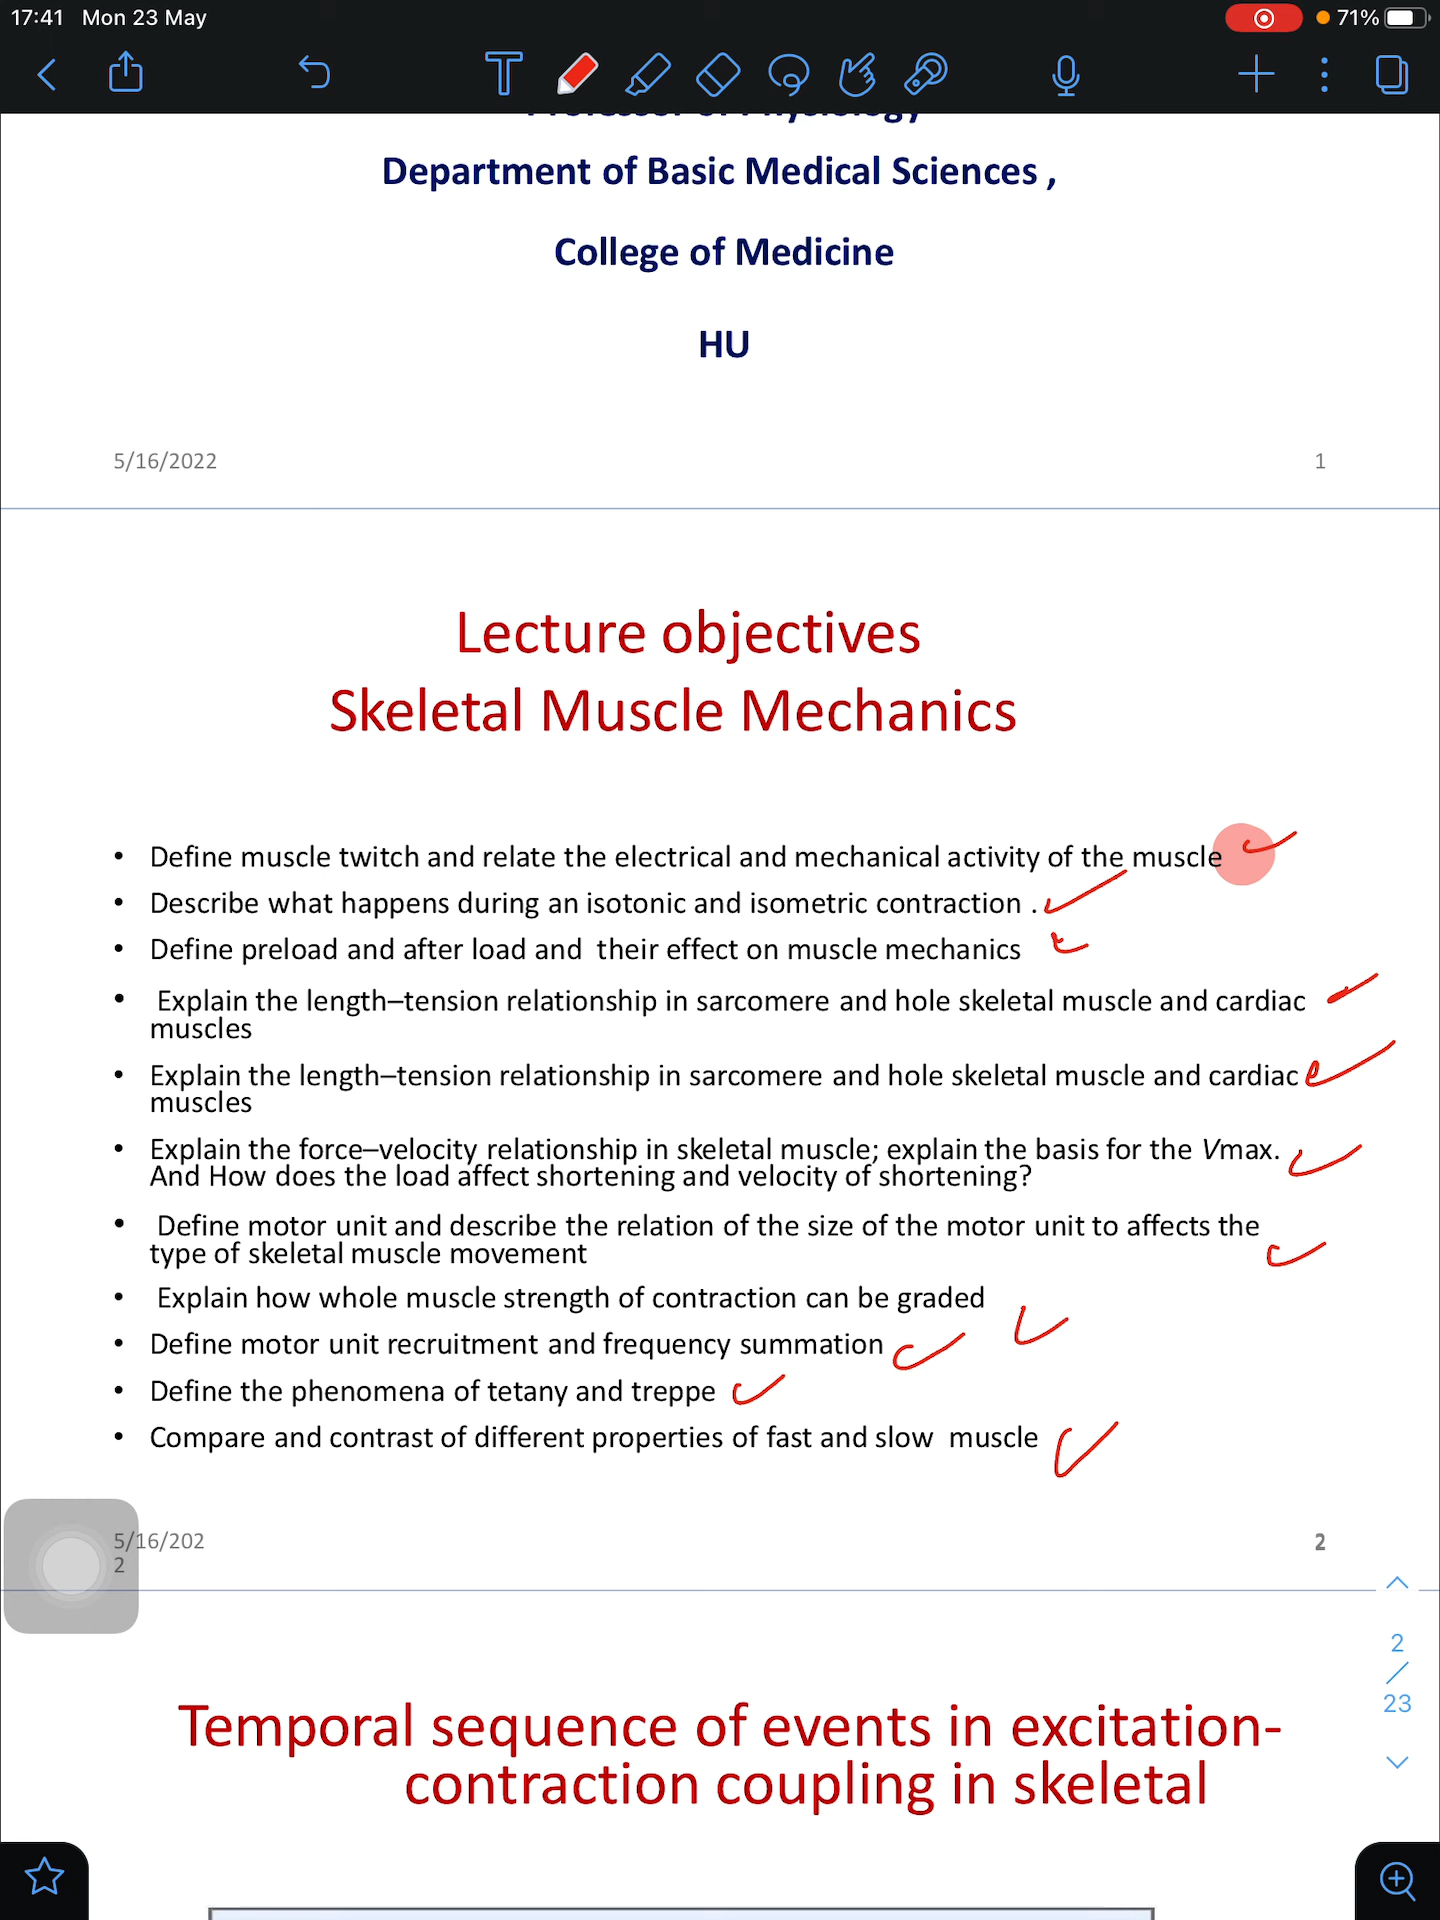 17:41 Mon 23 May
71%
Department of Basic Medical Sciences ,
College of Medicine
HU
5/16/2022
1
Lecture objectives
Skeletal Muscle Mechanics
• Define muscle twitch and relate the electrical and mechanical activity of the muscle
• Describe what happens during an isotonic and isometric contraction .
• Define preload and after load and their effect on muscle mechanics
• Explain the length–tension relationship in sarcomere and hole skeletal muscle and cardiac
muscles
• Explain the length–tension relationship in sarcomere and hole skeletal muscle and cardiac
muscles
• Explain the force–velocity relationship in skeletal muscle; explain the basis for the Vmax.
And How does the load affect shortening and velocity of shortening?
• Define motor unit and describe the relation of the size of the motor unit to affects the
type of skeletal muscle movement
• Explain how whole muscle strength of contraction can be graded
• Define motor unit recruitment and frequency summation
• Define the phenomena of tetany and treppe
• Compare and contrast of different properties of fast and slow muscle
5/16/202
2
2
2
/
23
Temporal sequence of events in excitation-
contraction coupling in skeletal